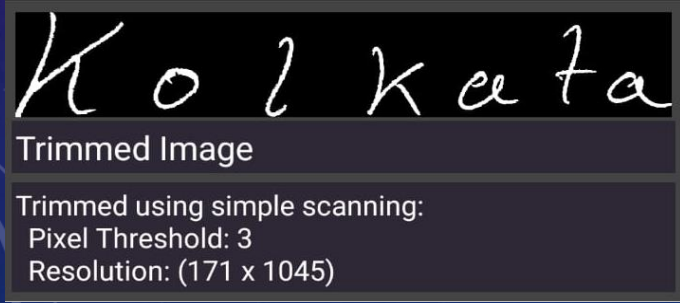 Kolkata
Trimmed Image
Trimmed using simple scanning:
Pixel Threshold: 3
Resolution: (171 x 1045)